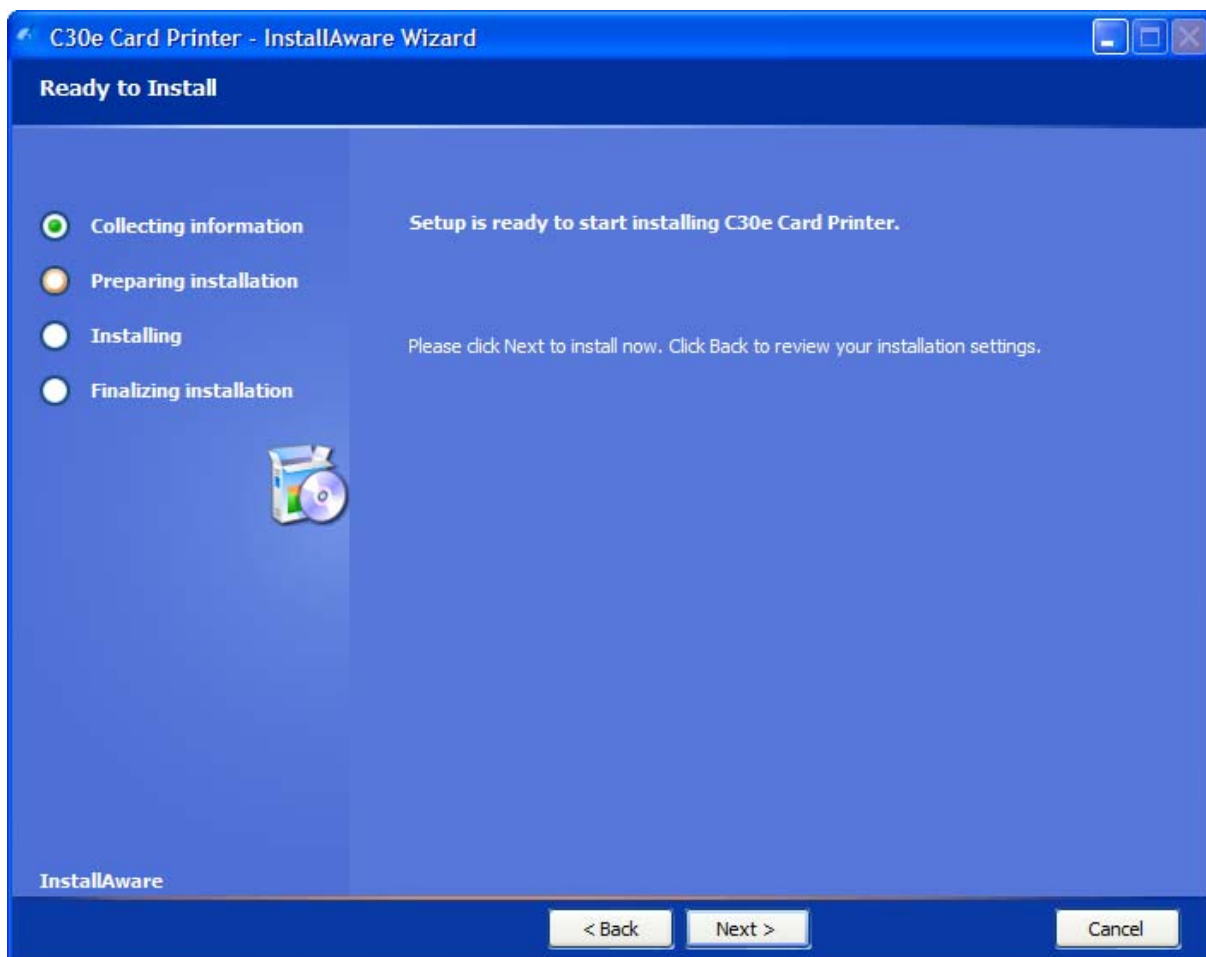 C30e Card Printer - InstallAware Wizard
Ready to Install
Collecting information
Preparing installation
Installing
Finalizing installation
Setup is ready to start installing C30e Card Printer.
Please click Next to install now. Click Back to review your installation settings.
InstallAware
< Back
Next >
Cancel